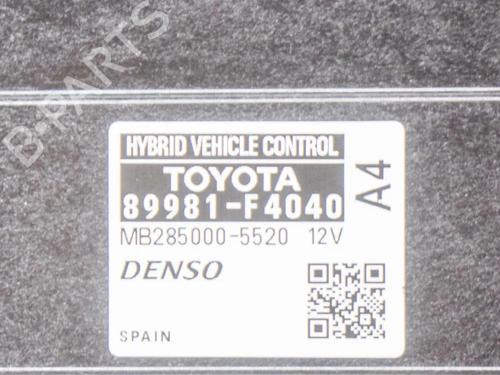 B-PARTS
HYBRID VEHICLE CONTROL
TOYOTA
89981-F4040
A4
MB285000-5520 12V
DENSO
SPAIN